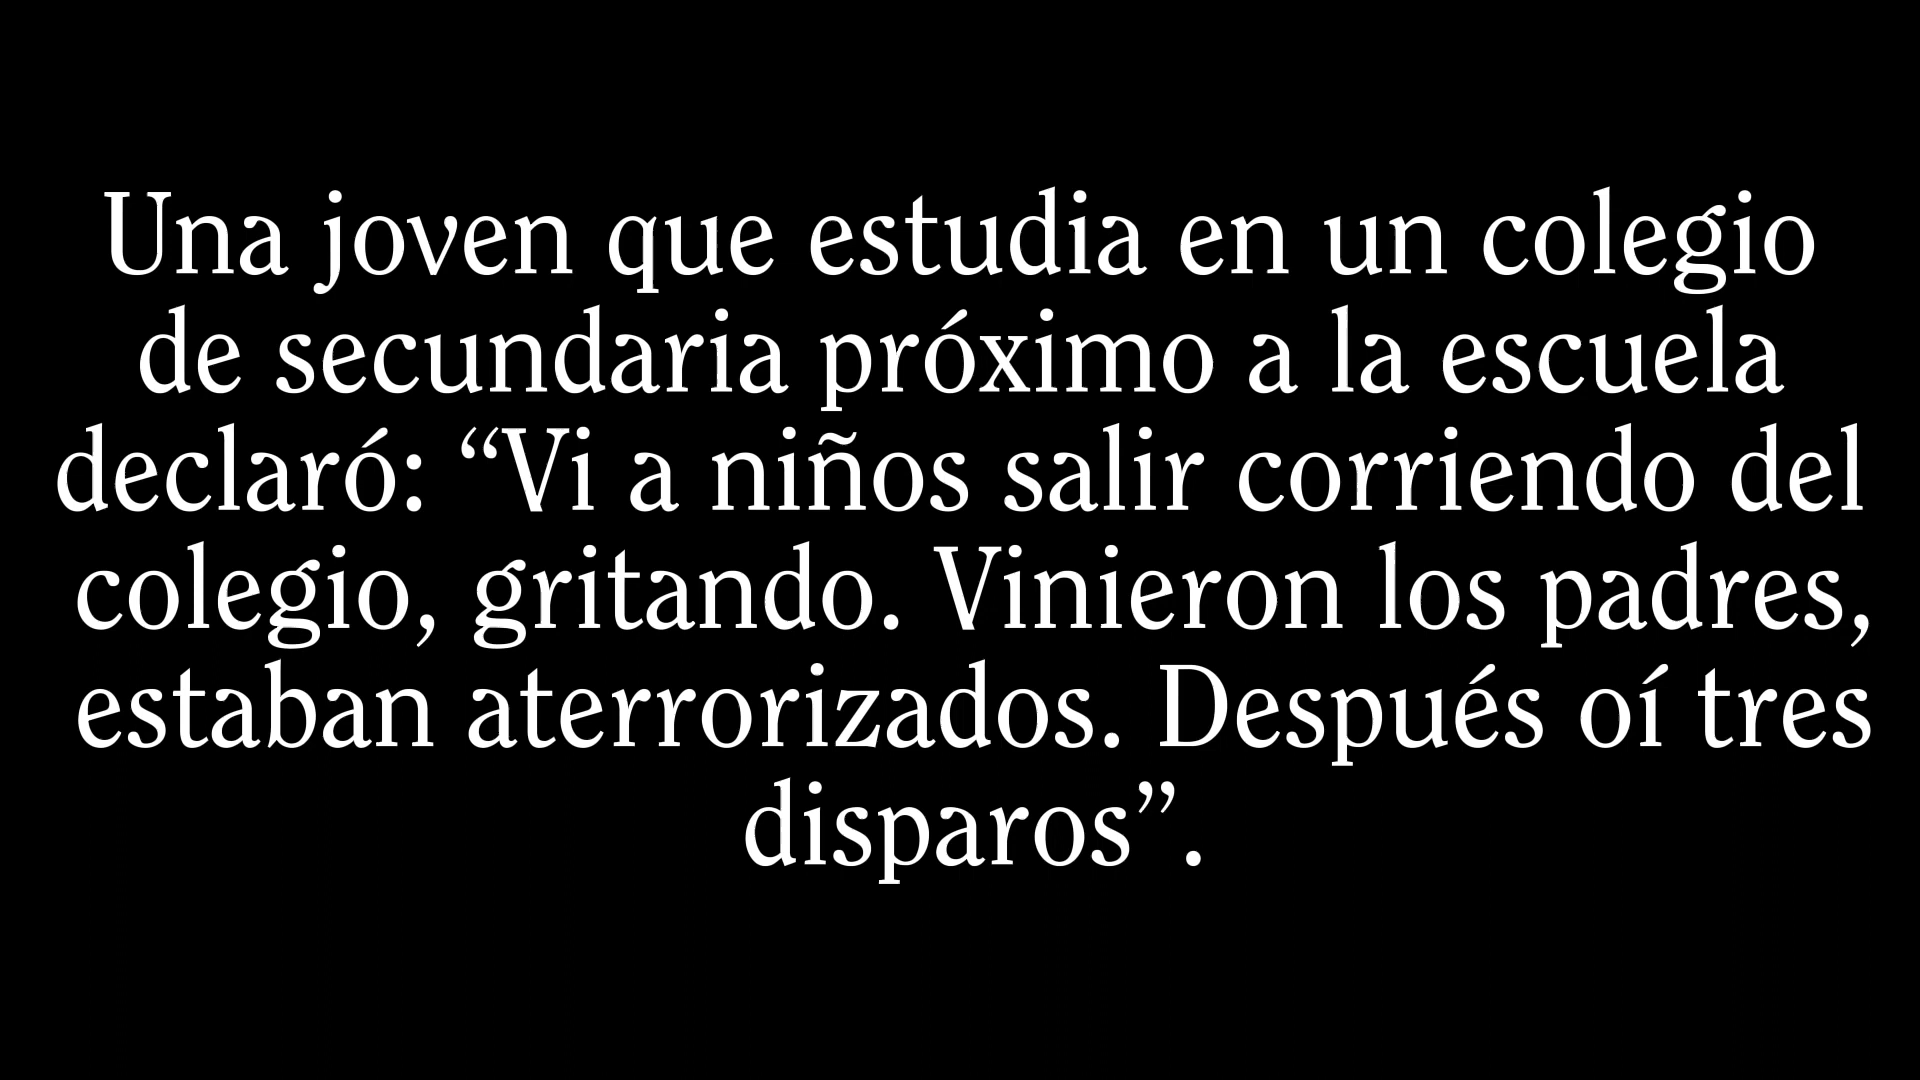 Una joven que estudia en un colegio
de secundaria próximo a la escuela
declaró: “Vi a niños salir corriendo del
colegio, gritando. Vinieron los padres,
estaban aterrorizados. Después oí tres
disparos”.